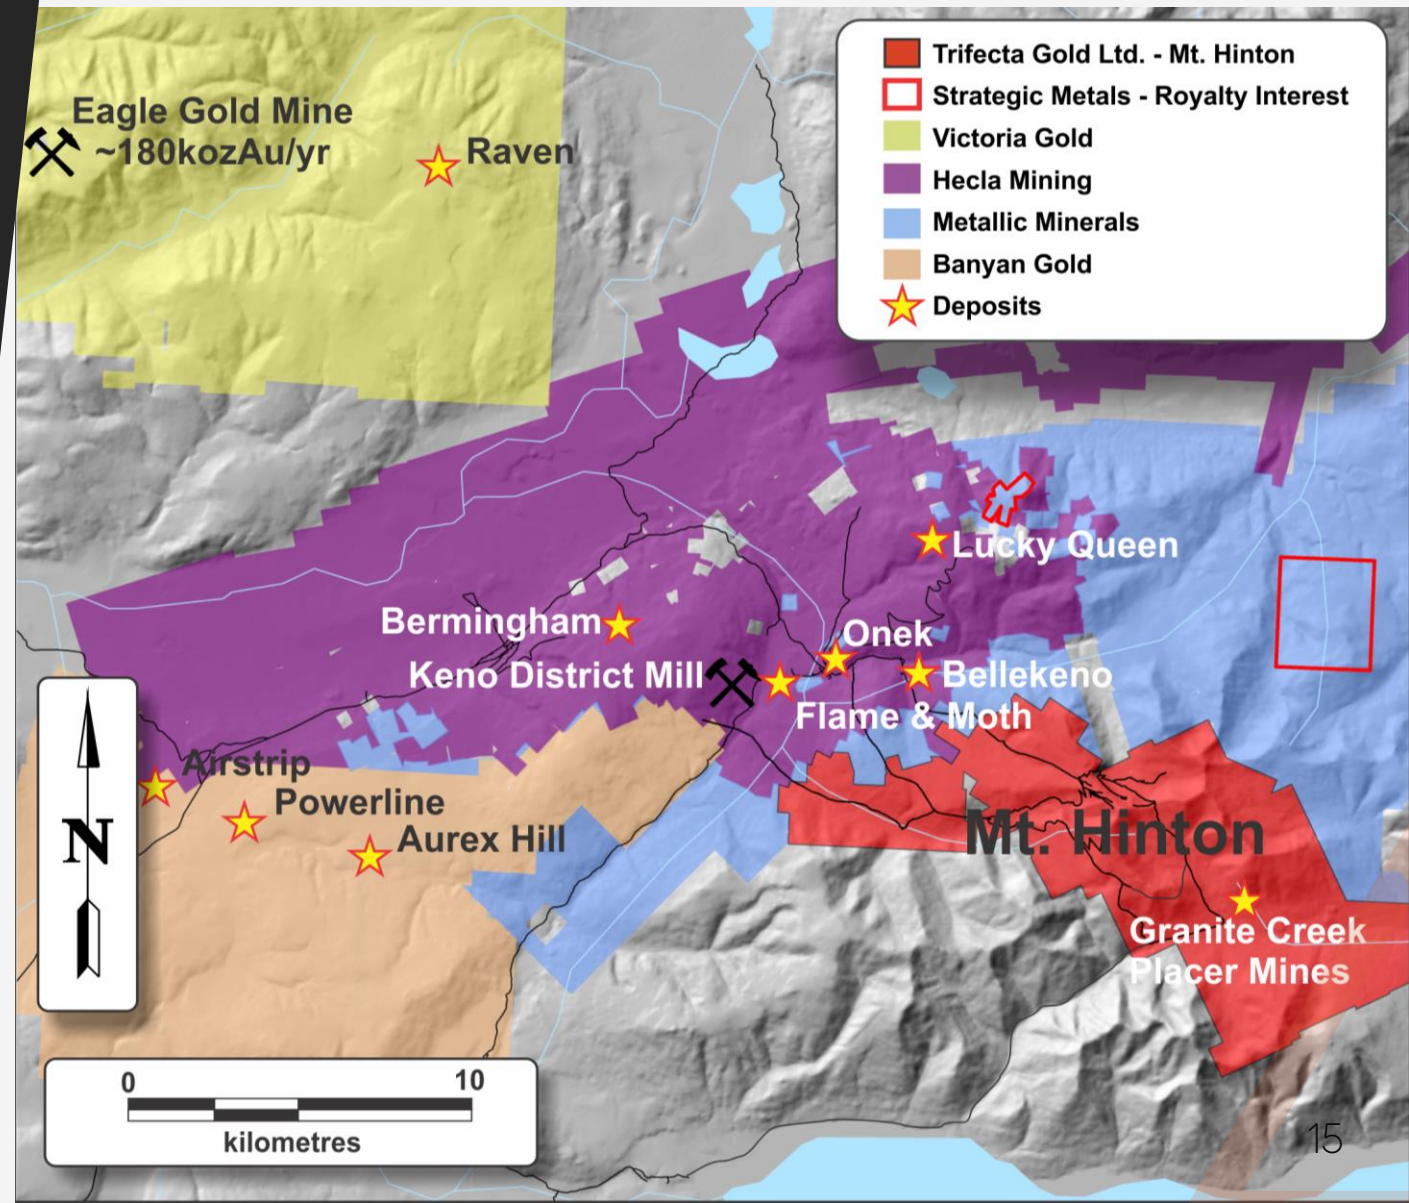 Trifecta Gold Ltd. - Mt. Hinton
Strategic Metals - Royalty Interest
Victoria Gold
Hecla Mining
Metallic Minerals
Banyan Gold
Deposits
Eagle Gold Mine
~180kozAu/yr
Raven
Lucky Queen
Bermingham
Onek
Keno District Mill
Bellekeno
Flame & Moth
Airstrip
Powerline
Aurex Hill
Mt. Hinton
N
Granite Creek
Placer Mines
0 10
kilometres
15